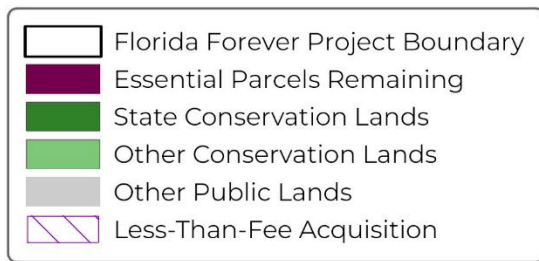 Florida Forever Project Boundary
Essential Parcels Remaining
State Conservation Lands
Other Conservation Lands
Other Public Lands
Less-Than-Fee Acquisition